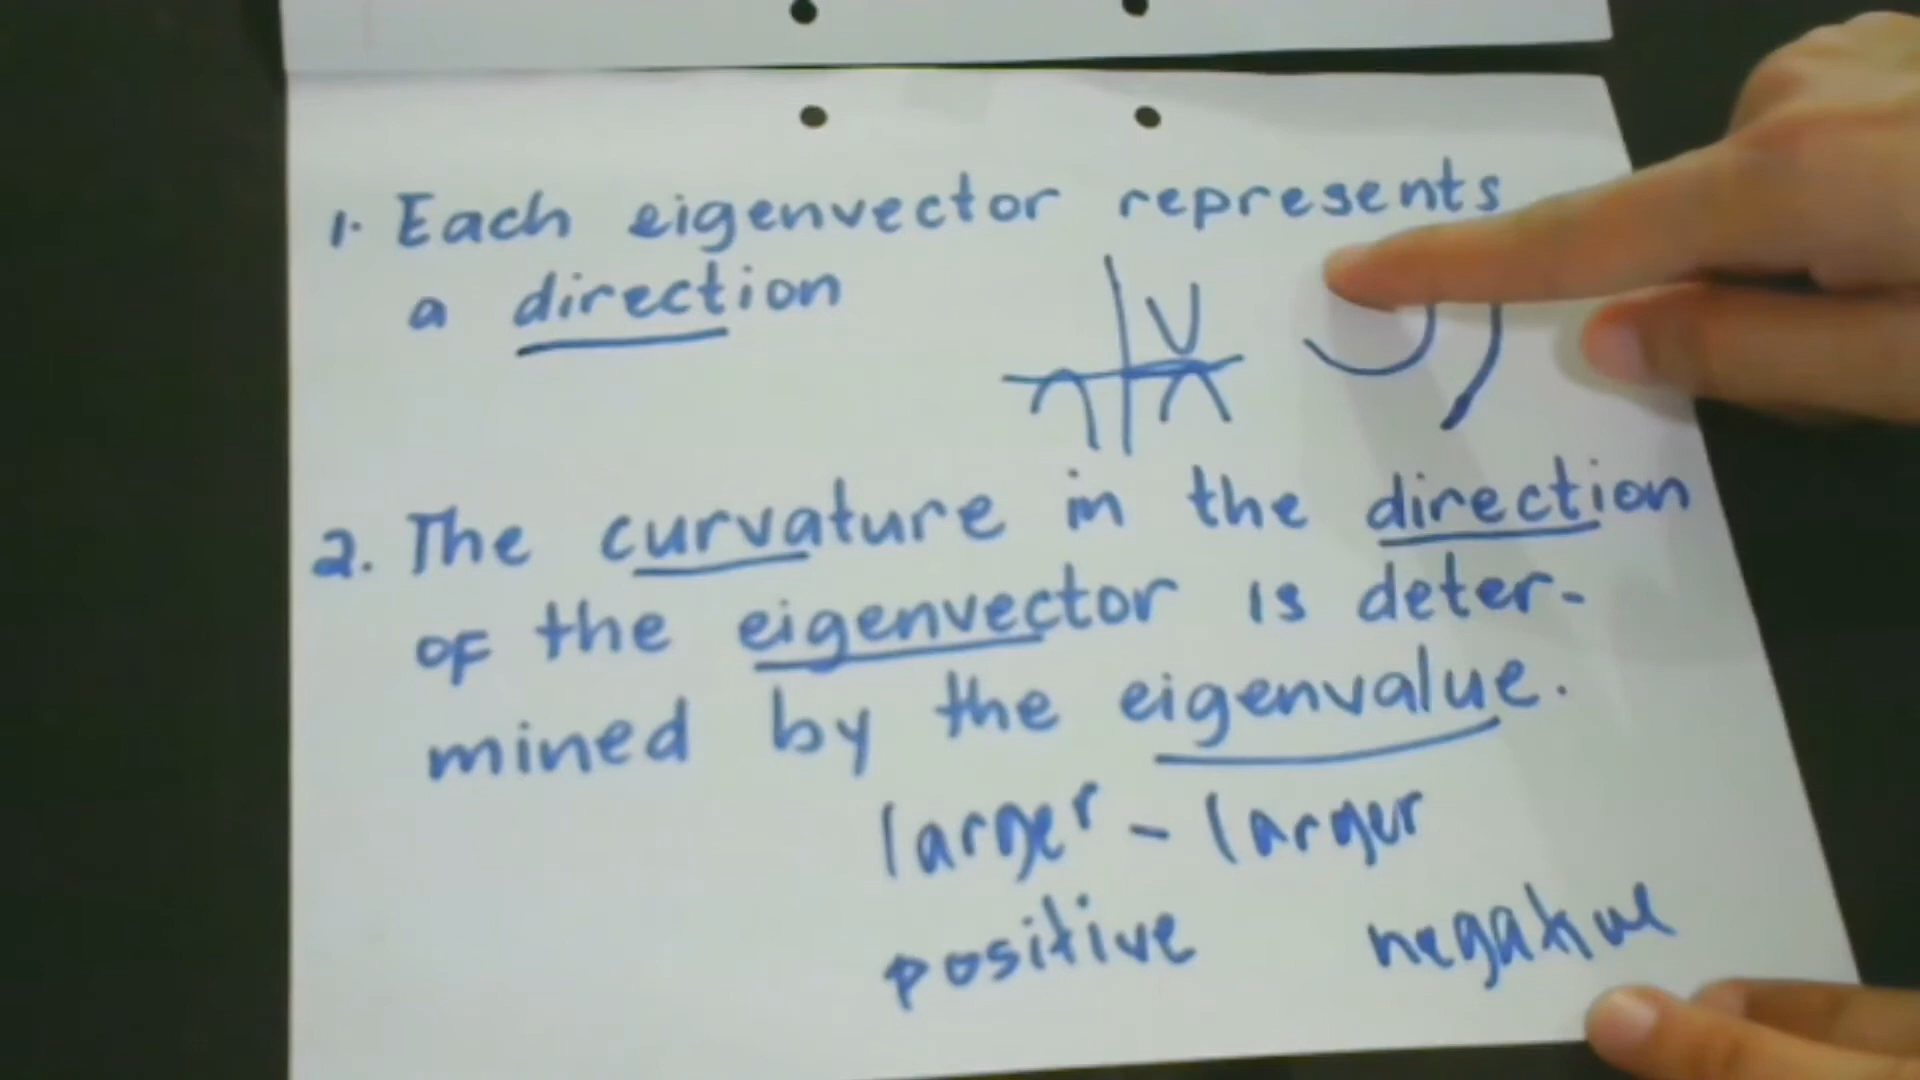 1. Each eigenvector represents
a direction
2. The curvature in the direction
of the eigenvector is deter-
mined by the eigenvalue.
larger - larger
positive negative